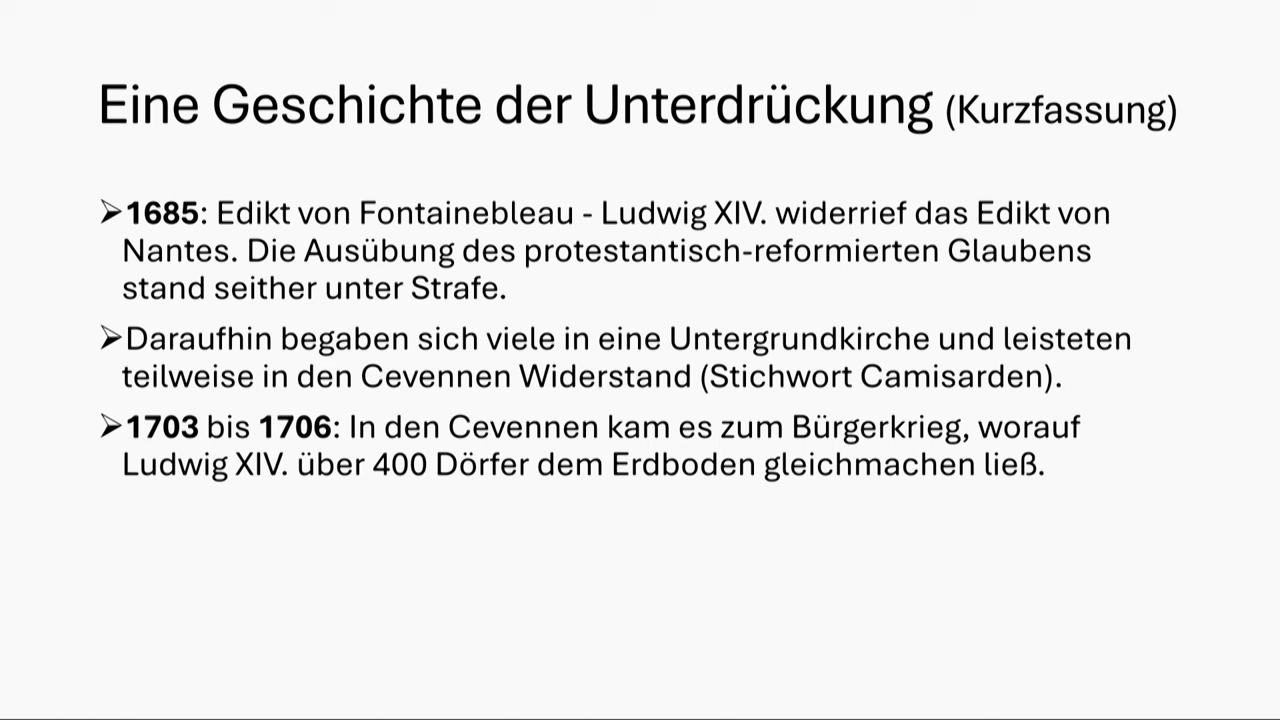 Eine Geschichte der Unterdrückung (Kurzfassung)
➢1685: Edikt von Fontainebleau - Ludwig XIV. widerrief das Edikt von
Nantes. Die Ausübung des protestantisch-reformierten Glaubens
stand seither unter Strafe.
➢Daraufhin begaben sich viele in eine Untergrundkirche und leisteten
teilweise in den Cevennen Widerstand (Stichwort Camisarden).
➢1703 bis 1706: In den Cevennen kam es zum Bürgerkrieg, worauf
Ludwig XIV. über 400 Dörfer dem Erdboden gleichmachen ließ.